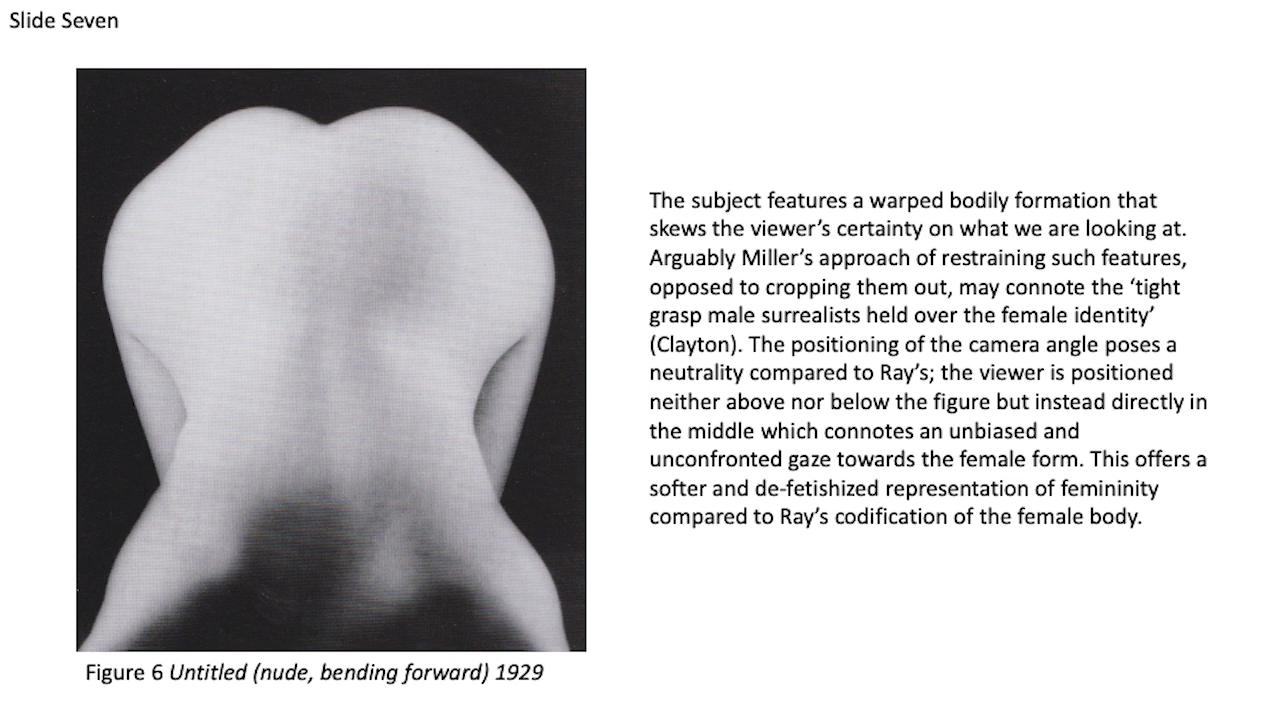 Slide Seven
The subject features a warped bodily formation that
skews the viewer’s certainty on what we are looking at.
Arguably Miller’s approach of restraining such features,
opposed to cropping them out, may connote the ‘tight
grasp male surrealists held over the female identity’
(Clayton). The positioning of the camera angle poses a
neutrality compared to Ray’s; the viewer is positioned
neither above nor below the figure but instead directly in
the middle which connotes an unbiased and
unconfronted gaze towards the female form. This offers a
softer and de-fetishized representation of femininity
compared to Ray’s codification of the female body.
Figure 6 Untitled (nude, bending forward) 1929